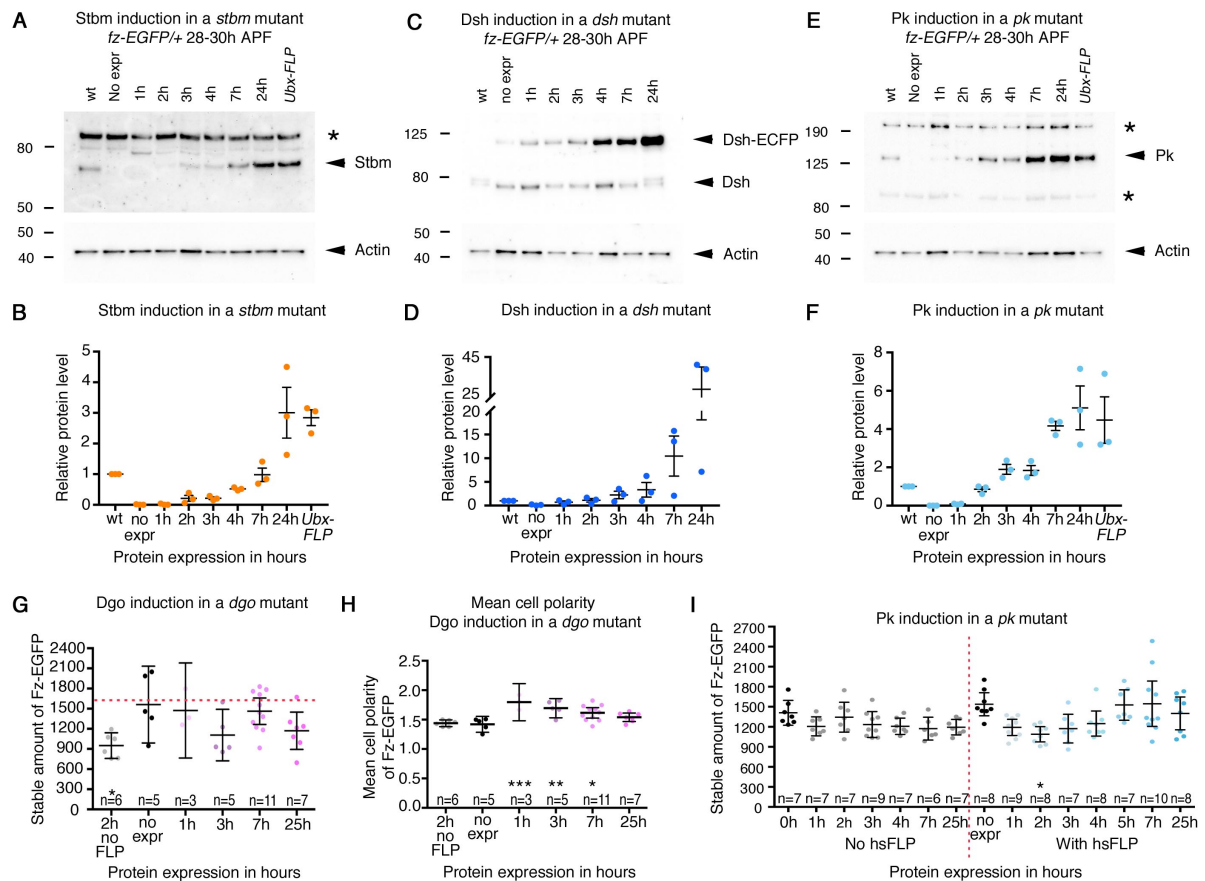 A
Stbm induction in a stbm mutant
fz-EGFP/+ 28-30h APF
wt
No expr
1h
2h
3h
4h
7h
24h
Ubx-FLP
80
50
50
40
*
Stbm
Actin
C
Dsh induction in a dsh mutant
fz-EGFP/+ 28-30h APF
wt
no expr
1h
2h
3h
4h
7h
24h
125
80
50
40
Dsh-ECFP
Dsh
Actin
E
Pk induction in a pk mutant
fz-EGFP/+ 28-30h APF
wt
No expr
1h
2h
3h
4h
7h
24h
Ubx-FLP
190
125
80
50
40
*
Pk
*
Actin
B
Stbm induction in a stbm mutant
Relative protein level
5
4
3
2
1
0
wt no expr 1h 2h 3h 4h 7h 24h Ubx-FLP
Protein expression in hours
D
Dsh induction in a dsh mutant
Relative protein level
45
25
20
15
10
5
0
wt no expr 1h 2h 3h 4h 7h 24h
Protein expression in hours
F
Pk induction in a pk mutant
Relative protein level
8
6
4
2
0
wt no expr 1h 2h 3h 4h 7h 24h Ubx-FLP
Protein expression in hours
G
Dgo induction in a dgo mutant
Stable amount of Fz-EGFP
2400
2100
1800
1500
1200
900
600
300
0
*
n=6 n=5 n=3 n=5 n=11 n=7
2h no FLP no expr 1h 3h 7h 25h
Protein expression in hours
H
Mean cell polarity
Dgo induction in a dgo mutant
Mean cell polarity
of Fz-EGFP
2.5
2.0
1.5
1.0
0.5
0.0
*** ** *
n=6 n=5 n=3 n=5 n=11 n=7
2h no FLP no expr 1h 3h 7h 25h
Protein expression in hours
I
Pk induction in a pk mutant
Stable amount of Fz-EGFP
2700
2400
2100
1800
1500
1200
900
600
300
0
*
n=7 n=7 n=7 n=9 n=7 n=6 n=7 n=8 n=9 n=8 n=7 n=8 n=7 n=10 n=8
0h 1h 2h 3h 4h 7h 25h no expr 1h 2h 3h 4h 5h 7h 25h
No hsFLP With hsFLP
Protein expression in hours